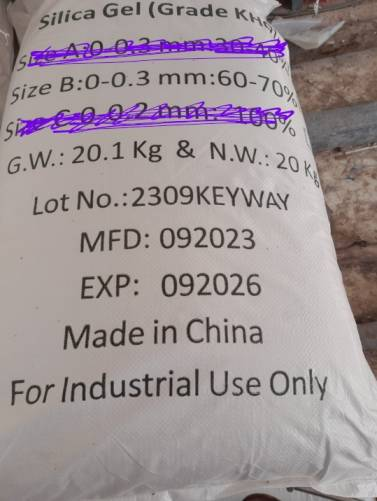 Silica Gel (Grade
Size B:0-0.3 mm:60-70%
G.W.: 20.1 Kg & N.W.: 20 Kg
Lot No.:2309KEYWAY
MFD: 092023
EXP: 092026
Made in China
For Industrial Use Only